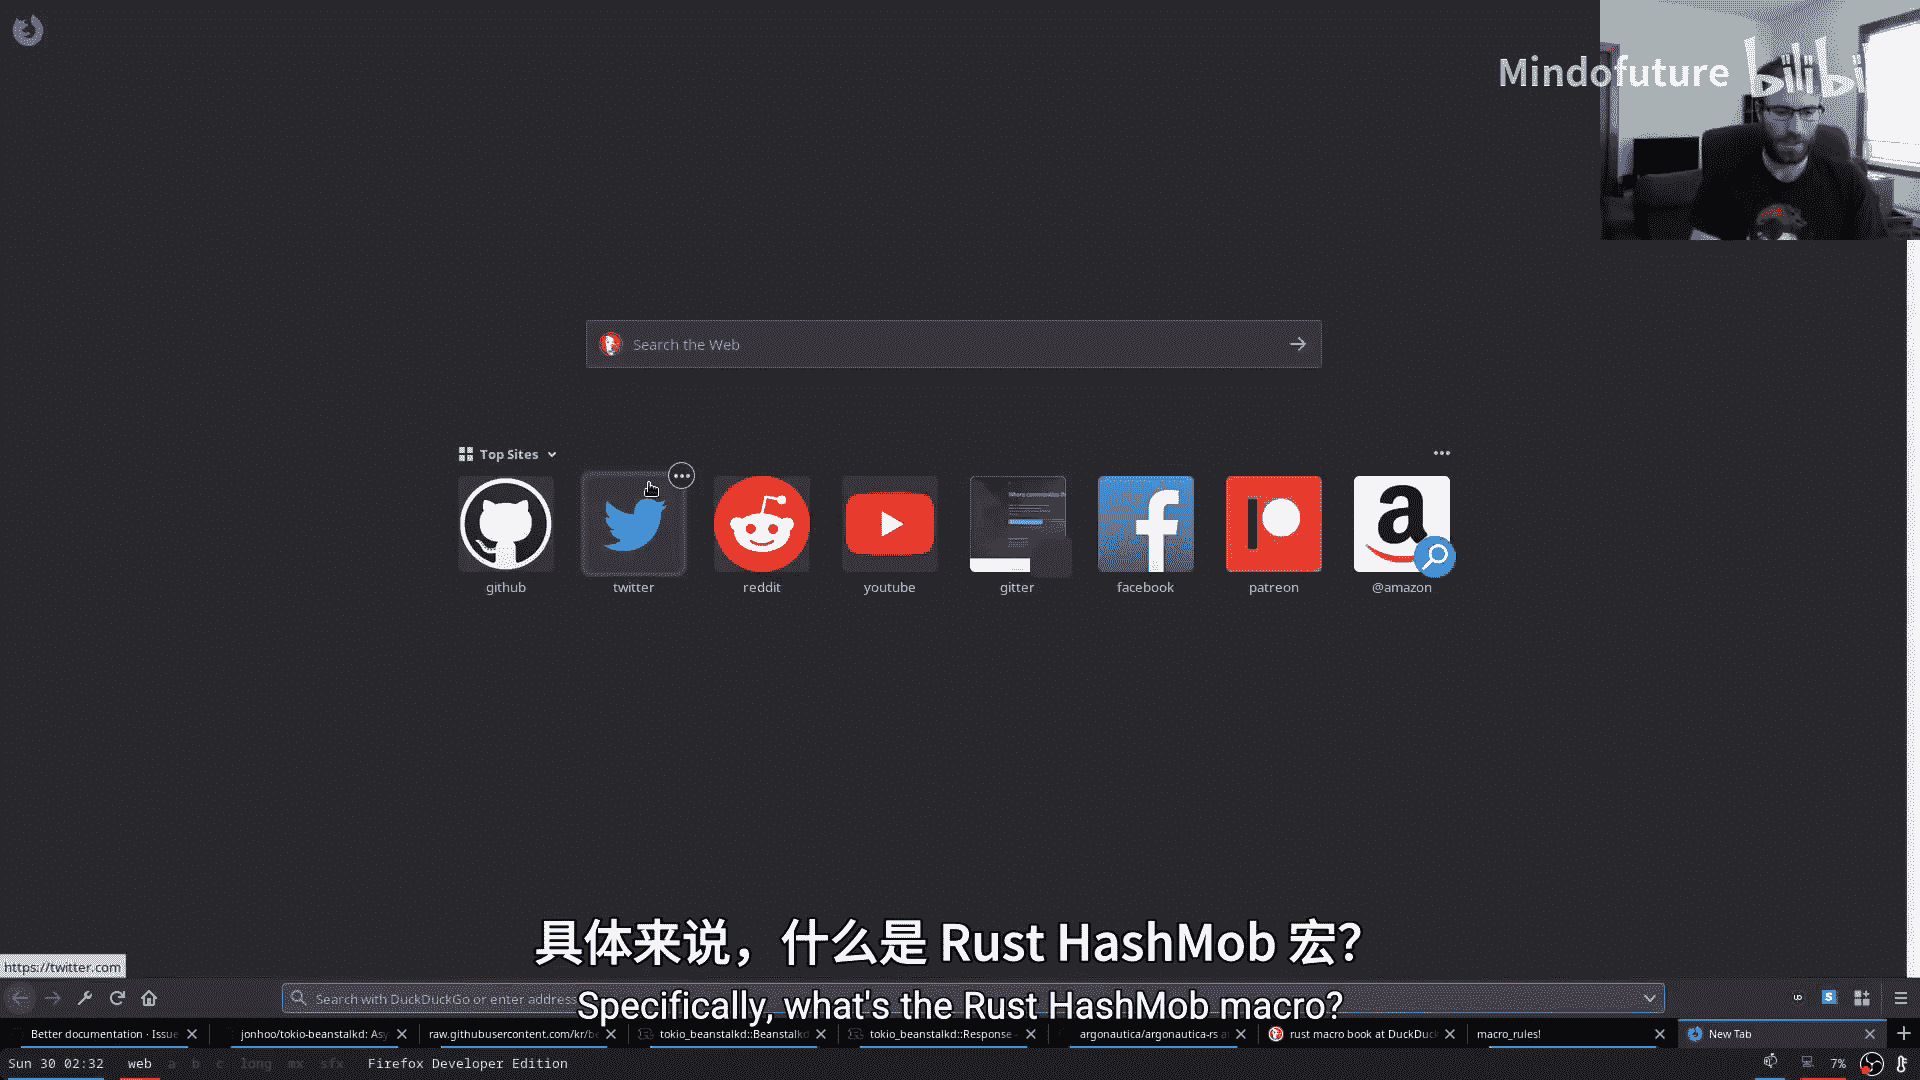 Mindofuture bilibi
Search the Web
Top Sites
github
twitter
reddit
youtube
gitter
facebook
patreon
@amazon
具体来说，什么是 Rust HashMob 宏？
https://twitter.com
Search with DuckDuckGo or enter address
Specifically, what's the Rust HashMob macro?
Better documentation · Issue
jonhoo/tokio-beanstalkd: Asy
raw.githubusercontent.com/kr/be
tokio_beanstalkd::Beanstalkd
tokio_beanstalkd::Response -
argonautica/argonautica-rs at
rust macro book at DuckDuck
macro_rules!
New Tab
Sun 30 02:32
web a b c long mx sfx
Firefox Developer Edition
7%